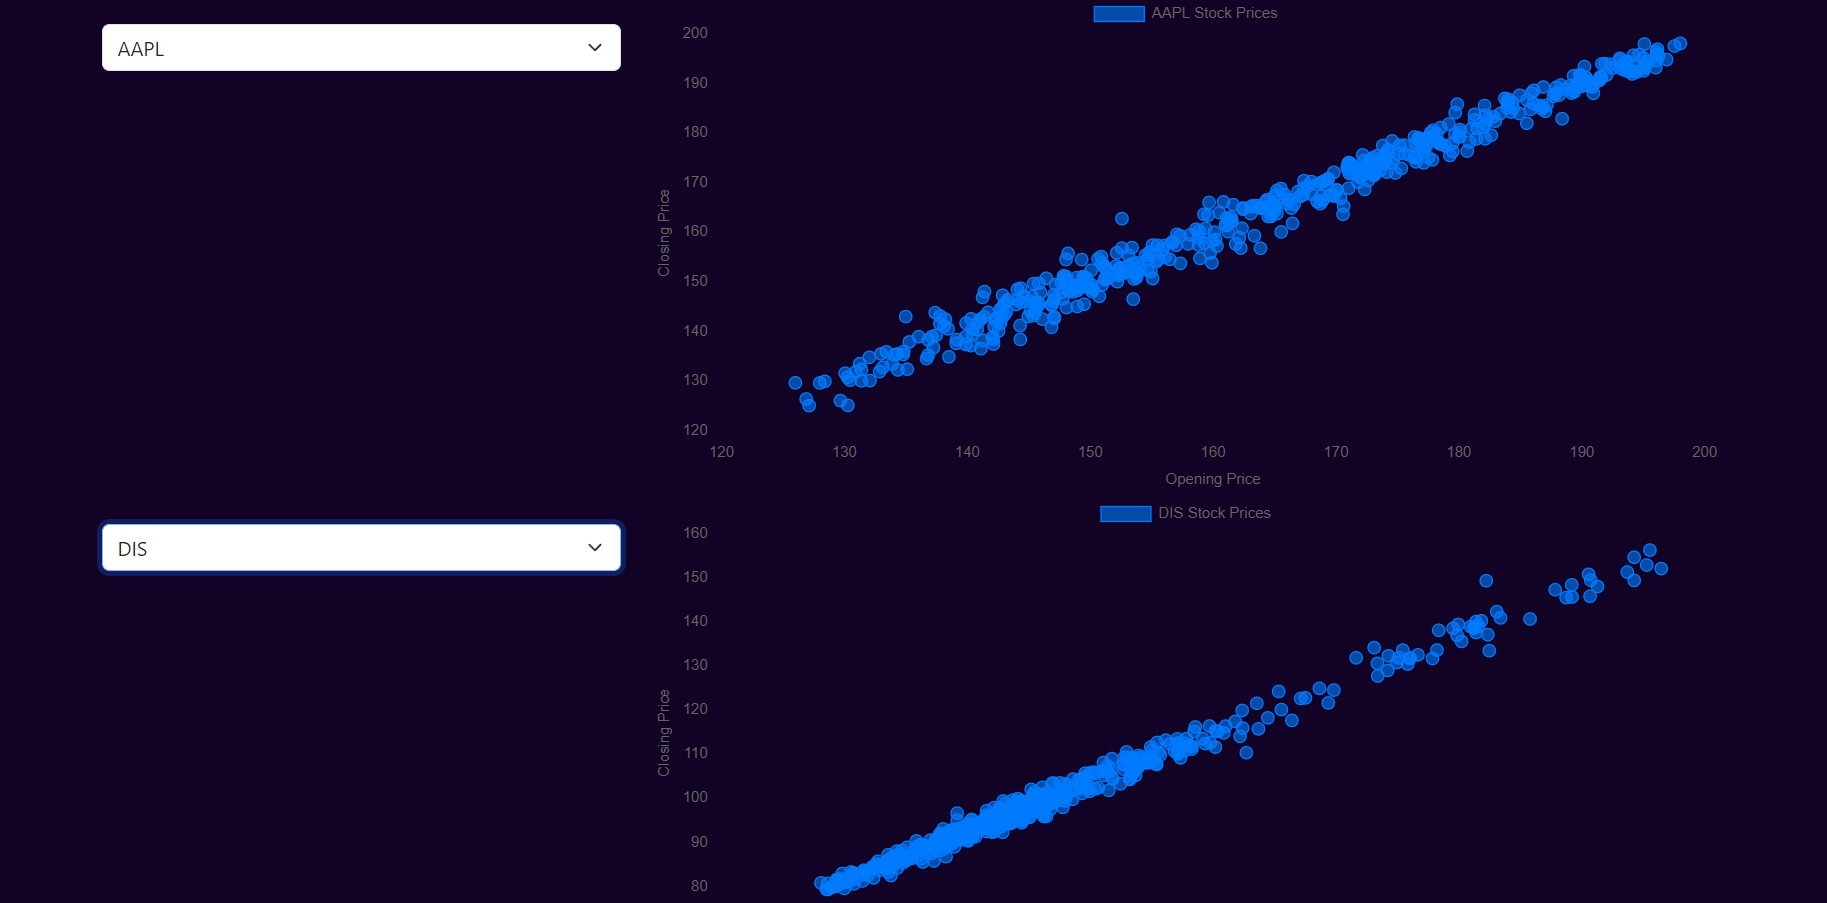 AAPL
AAPL Stock Prices
200
190
180
170
160
150
140
130
120
Closing Price
120 130 140 150 160 170 180 190 200
Opening Price
DIS
DIS Stock Prices
160
150
140
130
120
110
100
90
80
Closing Price